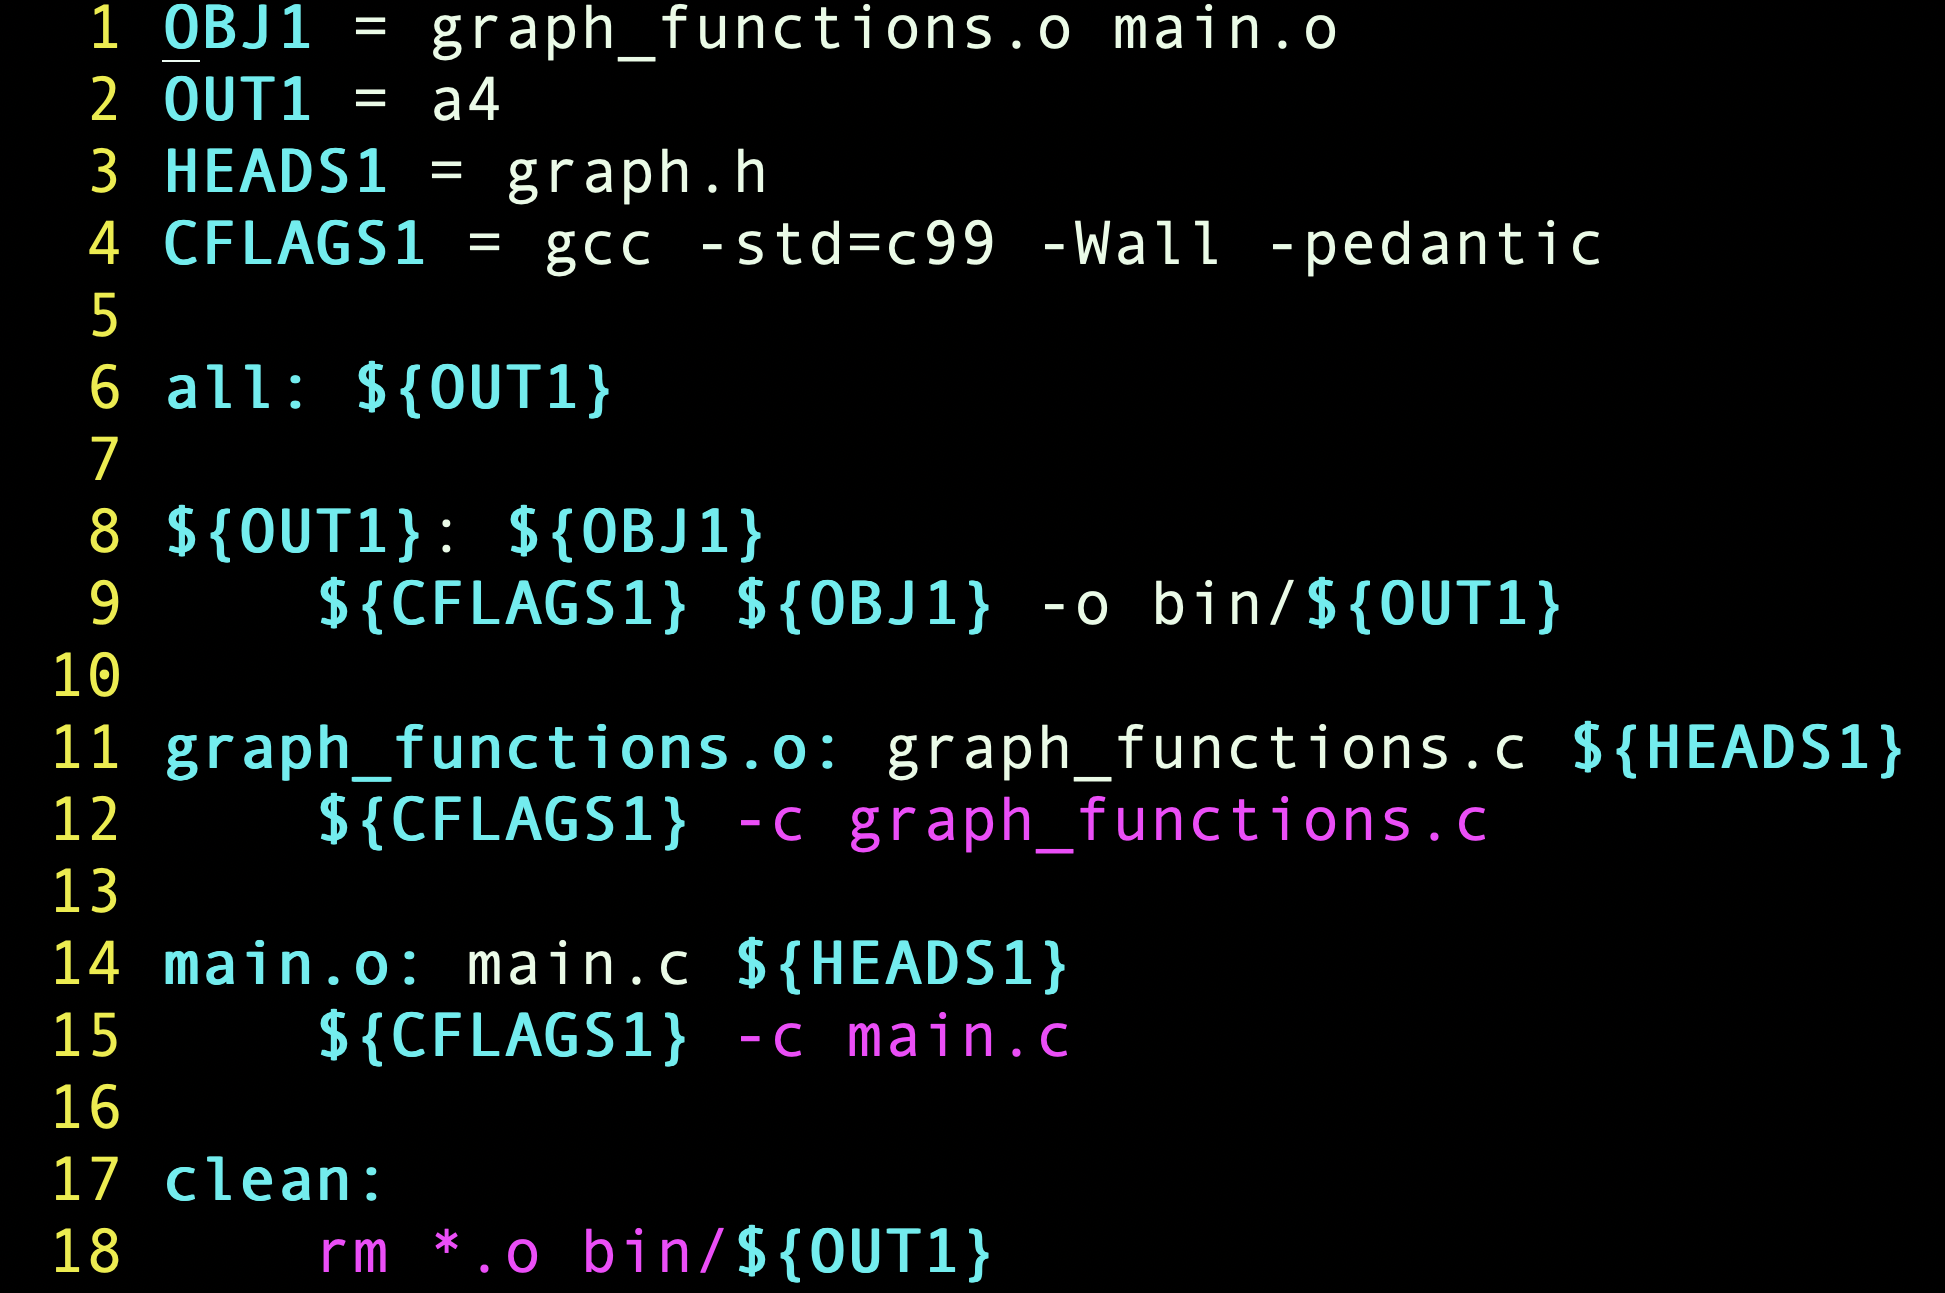 1 OBJ1 = graph_functions.o main.o
2 OUT1 = a4
3 HEADS1 = graph.h
4 CFLAGS1 = gcc -std=c99 -Wall -pedantic
5
6 all: ${OUT1}
7
8 ${OUT1}: ${OBJ1}
9     ${CFLAGS1} ${OBJ1} -o bin/${OUT1}
10
11 graph_functions.o: graph_functions.c ${HEADS1}
12     ${CFLAGS1} -c graph_functions.c
13
14 main.o: main.c ${HEADS1}
15     ${CFLAGS1} -c main.c
16
17 clean:
18     rm *.o bin/${OUT1}